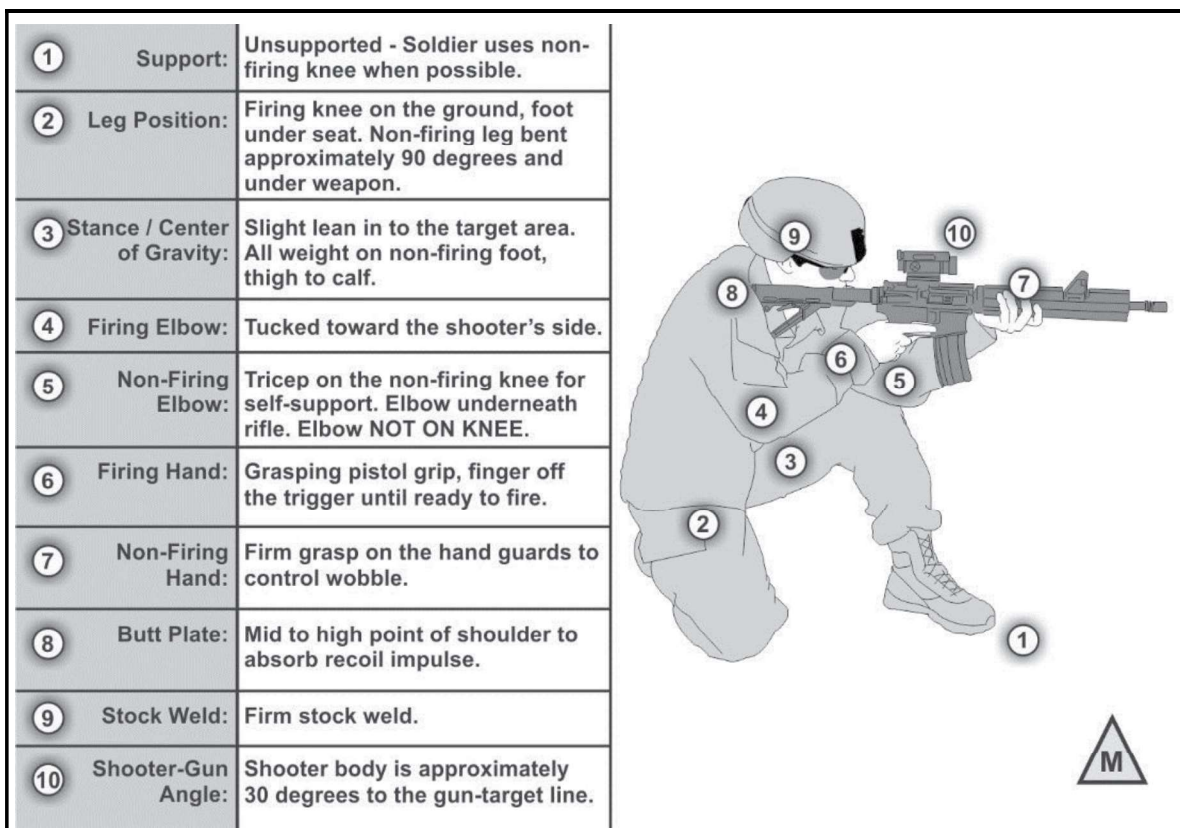 1 Support: Unsupported - Soldier uses non-
firing knee when possible.
2 Leg Position: Firing knee on the ground, foot
under seat. Non-firing leg bent
approximately 90 degrees and
under weapon.
3 Stance / Center
of Gravity:
Slight lean in to the target area.
All weight on non-firing foot,
thigh to calf.
4 Firing Elbow: Tucked toward the shooter's side.
5 Non-Firing
Elbow:
Tricep on the non-firing knee for
self-support. Elbow underneath
rifle. Elbow NOT ON KNEE.
6 Firing Hand: Grasping pistol grip, finger off
the trigger until ready to fire.
7 Non-Firing
Hand:
Firm grasp on the hand guards to
control wobble.
8 Butt Plate: Mid to high point of shoulder to
absorb recoil impulse.
9 Stock Weld: Firm stock weld.
10 Shooter-Gun
Angle:
Shooter body is approximately
30 degrees to the gun-target line.
9
10
7
8
6
5
4
3
2
1
M